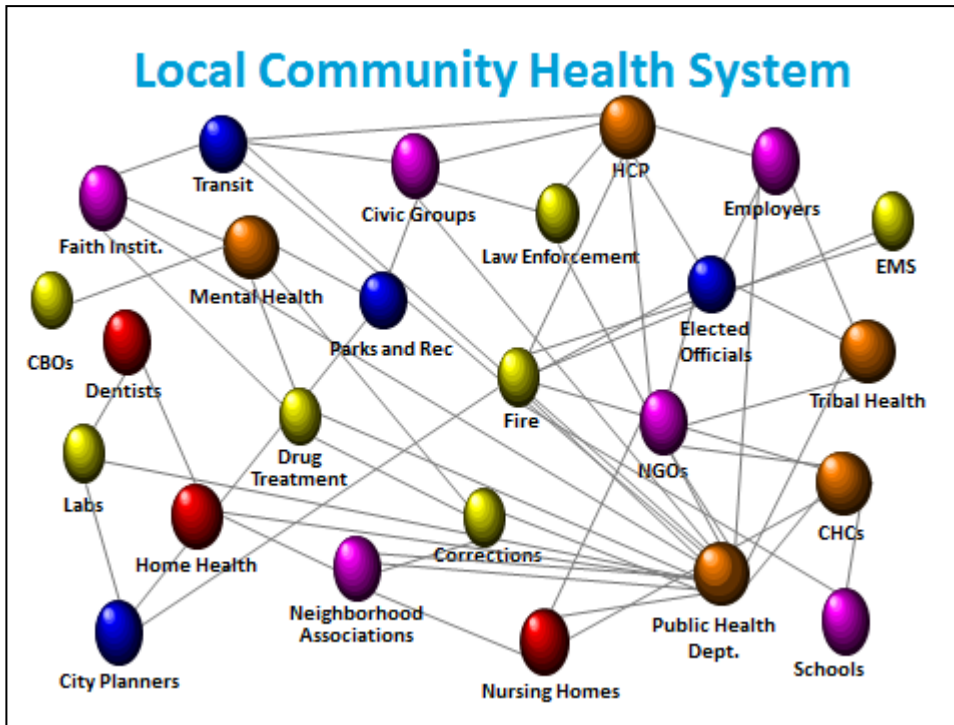 Local Community Health System
HCP
Transit
Civic Groups
Employers
Faith Instit.
Law Enforcement
EMS
Mental Health
Elected
Officials
Parks and Rec
CBOs
Dentists
Tribal Health
Fire
Drug
Treatment
NGOs
Labs
CHCs
Home Health
Corrections
Neighborhood
Associations
Public Health
Dept.
City Planners
Nursing Homes
Schools